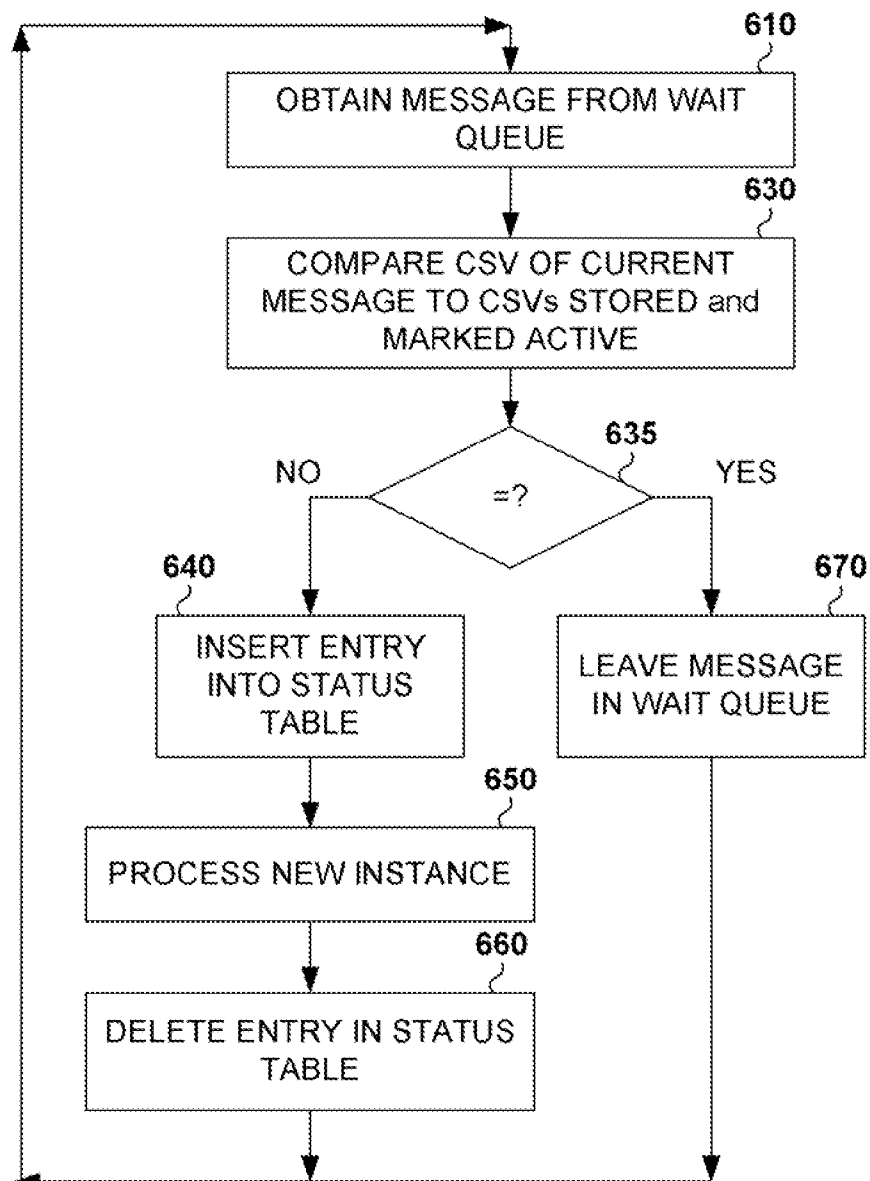 610
OBTAIN MESSAGE FROM WAIT
QUEUE
630
COMPARE CSV OF CURRENT
MESSAGE TO CSVs STORED and
MARKED ACTIVE
635
NO
=?
YES
640
INSERT ENTRY
INTO STATUS
TABLE
670
LEAVE MESSAGE
IN WAIT QUEUE
650
PROCESS NEW INSTANCE
660
DELETE ENTRY IN STATUS
TABLE